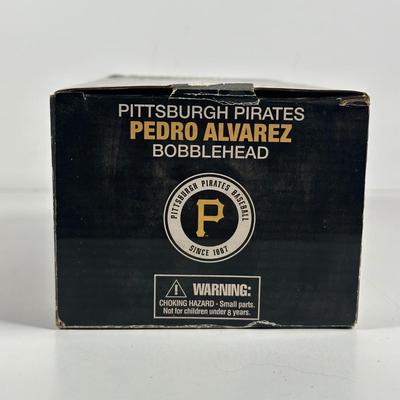 PITTSBURGH PIRATES
PEDRO ALVAREZ
BOBBLEHEAD
PITTSBURGH PIRATES BASEBALL
P
SINCE 1887
WARNING:
CHOKING HAZARD - Small parts.
Not for children under 8 years.